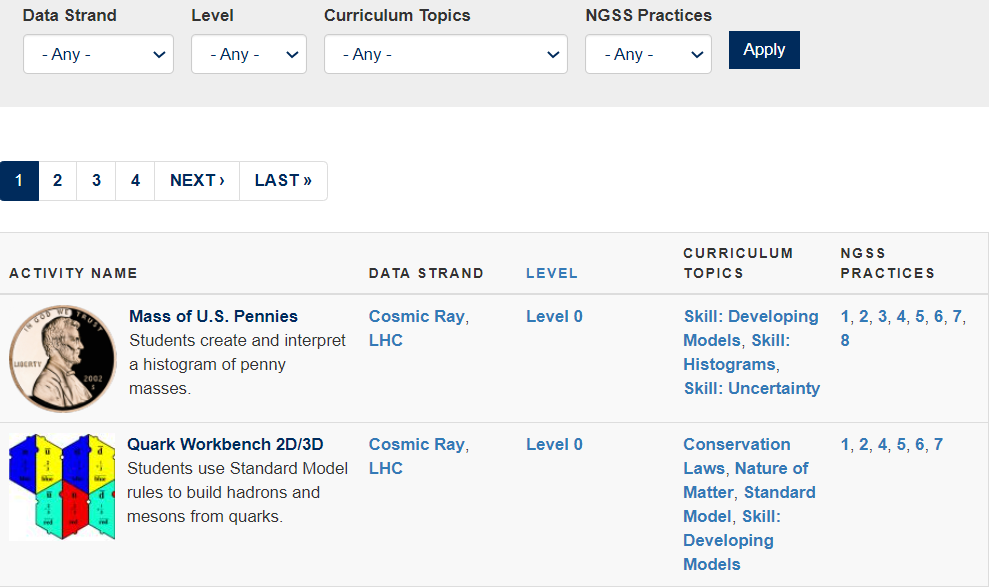 Data Strand Level Curriculum Topics NGSS Practices
- Any - - Any - - Any - - Any - Apply
1 2 3 4 NEXT › LAST »
ACTIVITY NAME DATA STRAND LEVEL CURRICULUM TOPICS NGSS PRACTICES
IN GOD WE TRUST
LIBERTY
2002
S
Mass of U.S. Pennies
Students create and interpret
a histogram of penny
masses.
Cosmic Ray,
LHC
Level 0
Skill: Developing
Models, Skill:
Histograms,
Skill: Uncertainty
1, 2, 3, 4, 5, 6, 7,
8
Quark Workbench 2D/3D
Students use Standard Model
rules to build hadrons and
mesons from quarks.
Cosmic Ray,
LHC
Level 0
Conservation
Laws, Nature of
Matter, Standard
Model, Skill:
Developing
Models
1, 2, 4, 5, 6, 7